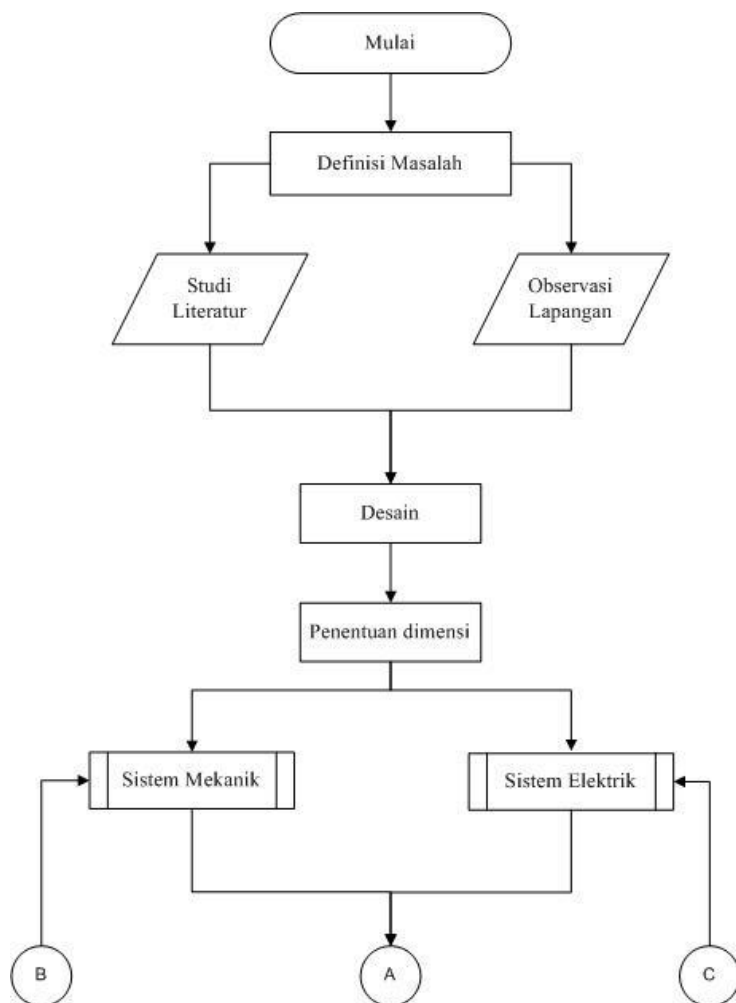 Mulai
Definisi Masalah
Studi
Literatur
Observasi
Lapangan
Desain
Penentuan dimensi
Sistem Mekanik
Sistem Elektrik
B
A
C